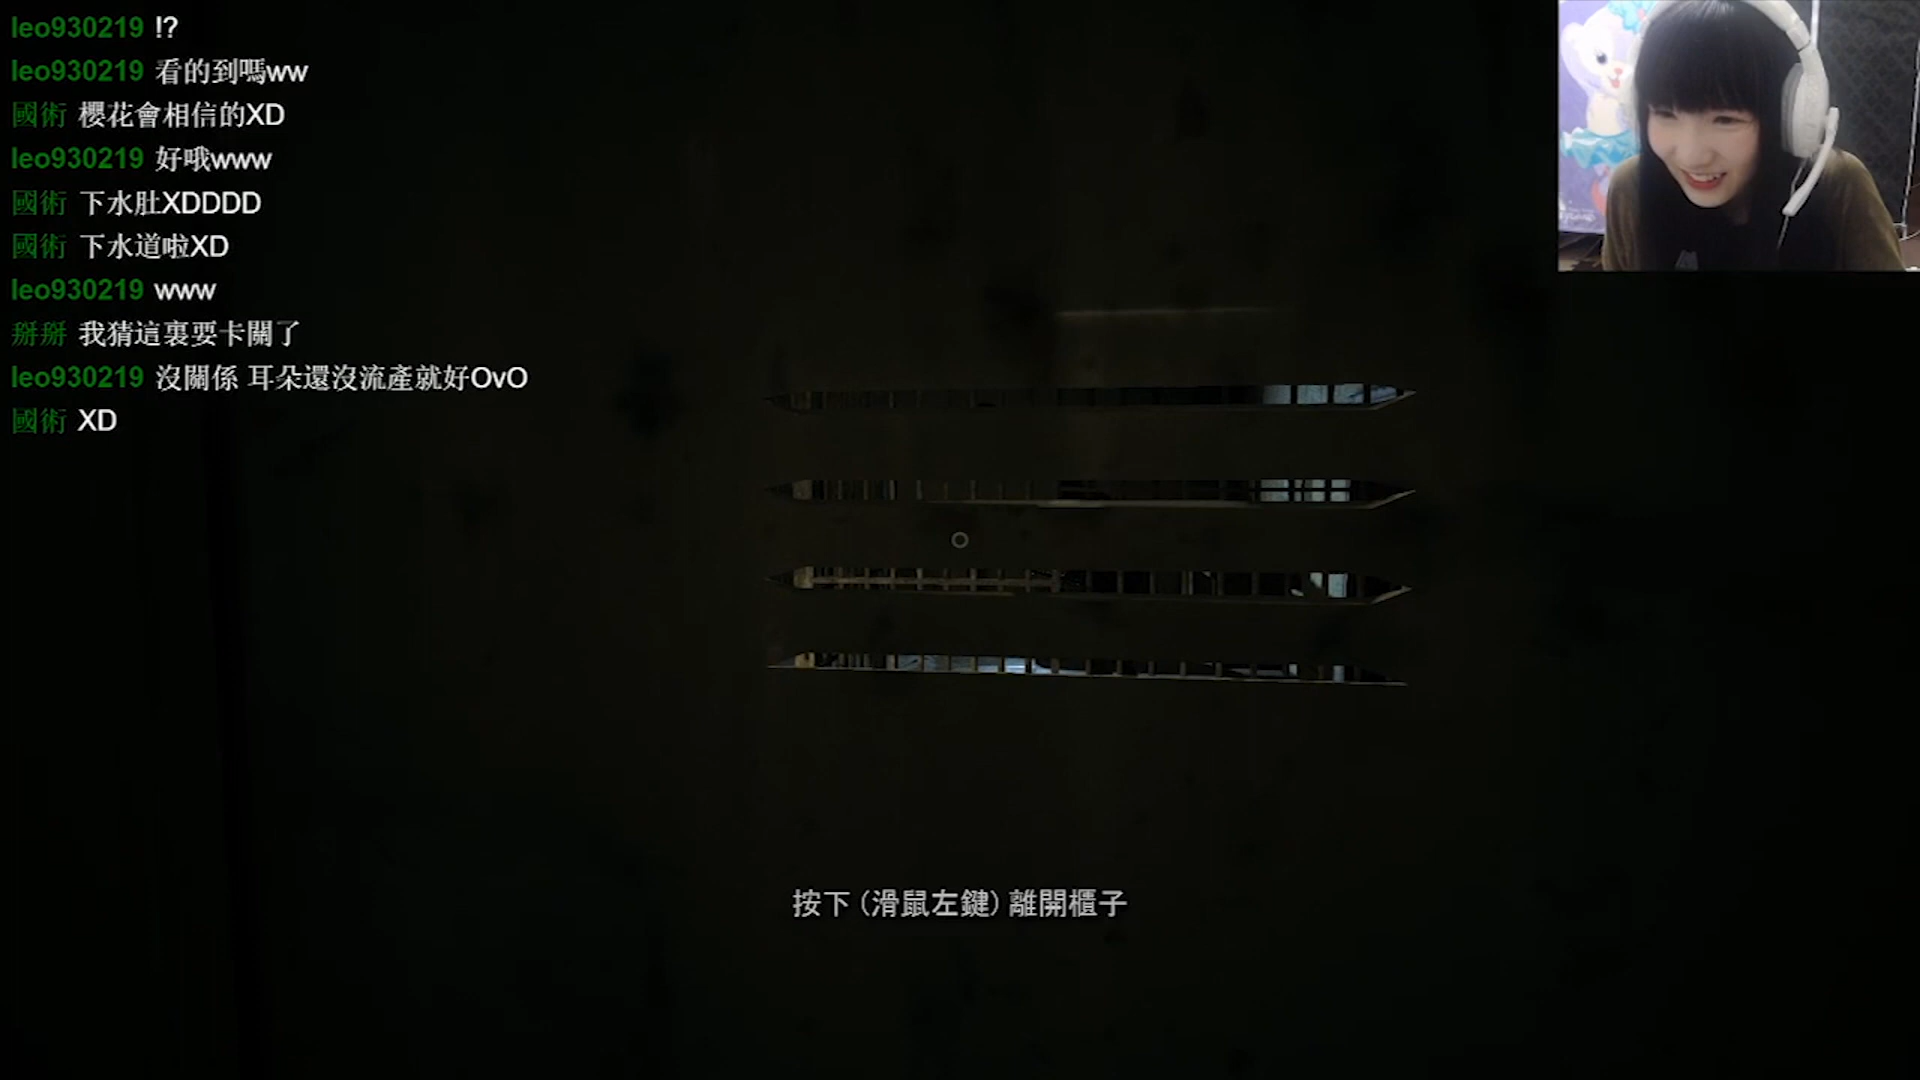 leo930219 !?
leo930219 看的到嗎ww
國術 櫻花會相信的XD
leo930219 好哦www
國術 下水肚XDDDD
國術 下水道啦XD
leo930219 www
掰掰 我猜這裏要卡關了
leo930219 沒關係 耳朵還沒流產就好OvO
國術 XD
按下 (滑鼠左鍵) 離開櫃子